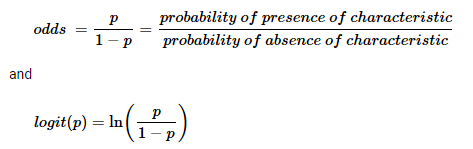 odds = p / 1 − p = probability of presence of characteristic / probability of absence of characteristic
and
logit(p) = ln(p / 1 − p)